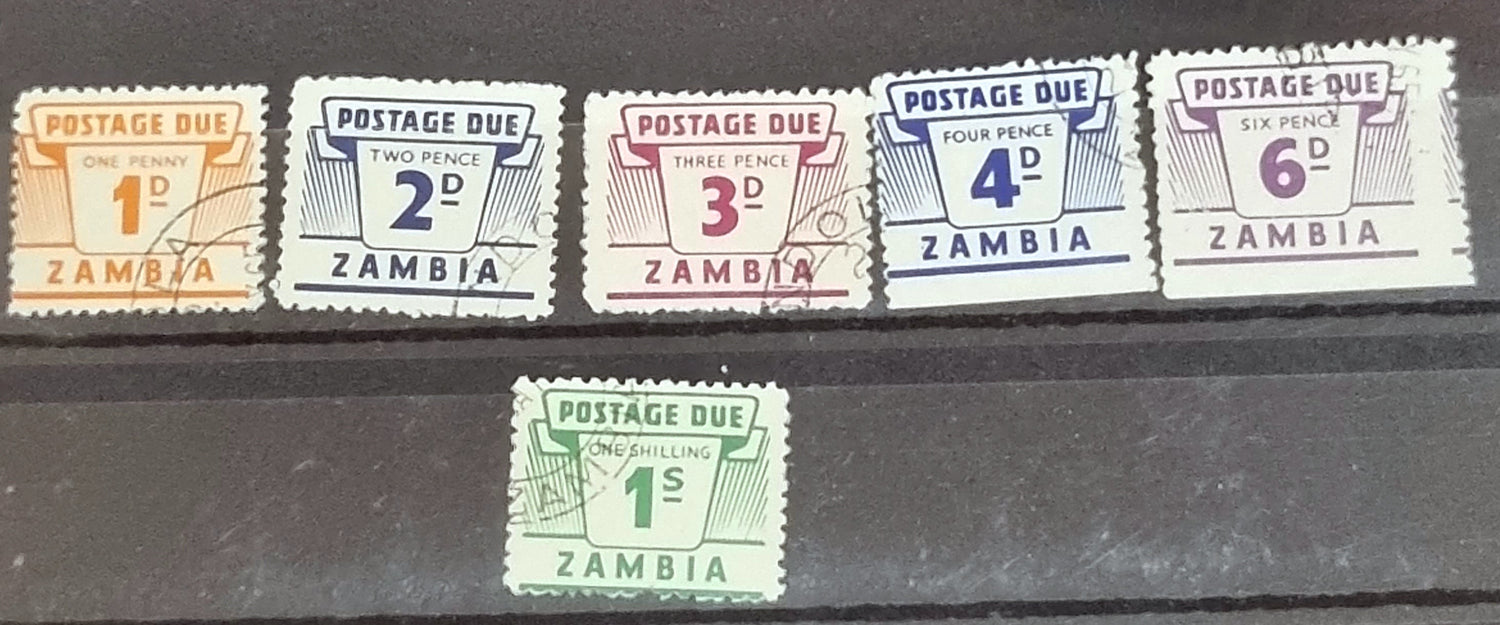 POSTAGE DUE
ONE PENNY
1D
ZAMBIA
POSTAGE DUE
TWO PENCE
2D
ZAMBIA
POSTAGE DUE
THREE PENCE
3D
ZAMBIA
POSTAGE DUE
FOUR PENCE
4D
ZAMBIA
POSTAGE DUE
SIX PENCE
6D
ZAMBIA
POSTAGE DUE
ONE SHILLING
1S
ZAMBIA